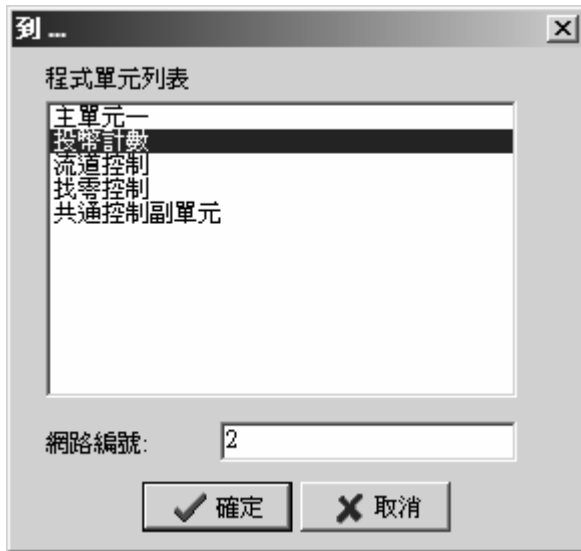 到 ...
程式單元列表
主單元一
投幣計數
流道控制
找零控制
共通控制副單元
網路編號: 2
確定 取消